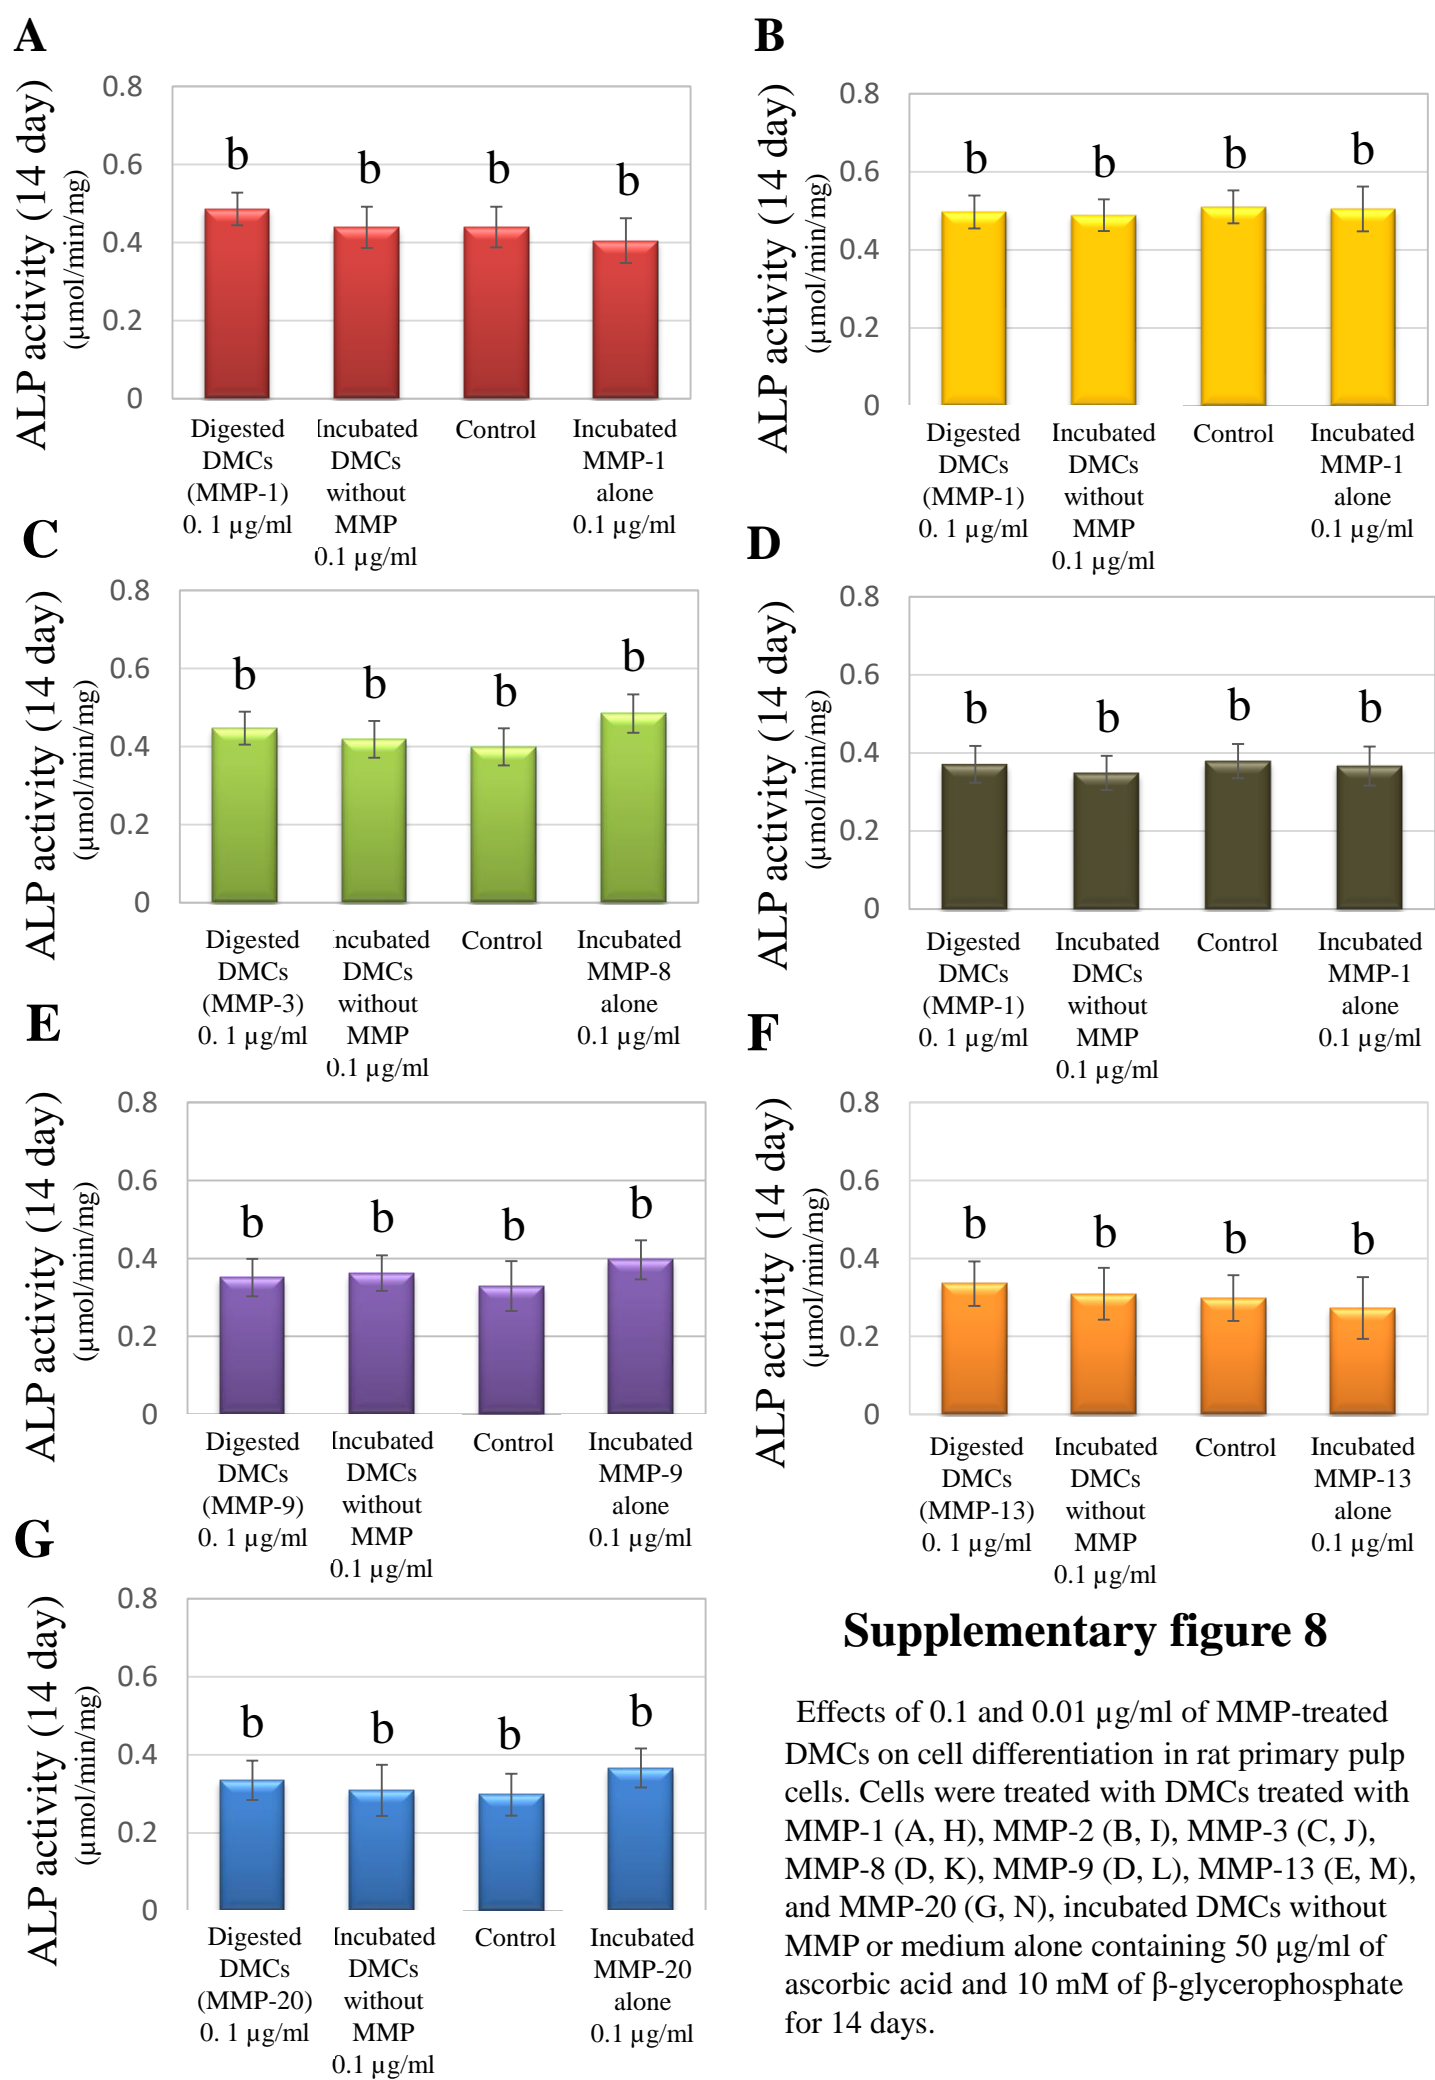 A
ALP activity (14 day)
(µmol/min/mg)
0.8
0.6
0.4
0.2
0
b
b
b
b
Digested
DMCs
(MMP-1)
0. 1 µg/ml
Incubated
DMCs
without
MMP
0.1 µg/ml
Control
Incubated
MMP-1
alone
0.1 µg/ml
B
ALP activity (14 day)
(µmol/min/mg)
0.8
0.6
0.4
0.2
0
b
b
b
b
Digested
DMCs
(MMP-1)
0. 1 µg/ml
Incubated
DMCs
without
MMP
0.1 µg/ml
Control
Incubated
MMP-1
alone
0.1 µg/ml
C
ALP activity (14 day)
(µmol/min/mg)
0.8
0.6
0.4
0.2
0
b
b
b
b
Digested
DMCs
(MMP-3)
0. 1 µg/ml
Incubated
DMCs
without
MMP
0.1 µg/ml
Control
Incubated
MMP-8
alone
0.1 µg/ml
D
ALP activity (14 day)
(µmol/min/mg)
0.8
0.6
0.4
0.2
0
b
b
b
b
Digested
DMCs
(MMP-1)
0. 1 µg/ml
Incubated
DMCs
without
MMP
0.1 µg/ml
Control
Incubated
MMP-1
alone
0.1 µg/ml
E
ALP activity (14 day)
(µmol/min/mg)
0.8
0.6
0.4
0.2
0
b
b
b
b
Digested
DMCs
(MMP-9)
0. 1 µg/ml
Incubated
DMCs
without
MMP
0.1 µg/ml
Control
Incubated
MMP-9
alone
0.1 µg/ml
F
ALP activity (14 day)
(µmol/min/mg)
0.8
0.6
0.4
0.2
0
b
b
b
b
Digested
DMCs
(MMP-13)
0. 1 µg/ml
Incubated
DMCs
without
MMP
0.1 µg/ml
Control
Incubated
MMP-13
alone
0.1 µg/ml
G
ALP activity (14 day)
(µmol/min/mg)
0.8
0.6
0.4
0.2
0
b
b
b
b
Digested
DMCs
(MMP-20)
0. 1 µg/ml
Incubated
DMCs
without
MMP
0.1 µg/ml
Control
Incubated
MMP-20
alone
0.1 µg/ml
Supplementary figure 8
Effects of 0.1 and 0.01 µg/ml of MMP-treated
DMCs on cell differentiation in rat primary pulp
cells. Cells were treated with DMCs treated with
MMP-1 (A, H), MMP-2 (B, I), MMP-3 (C, J),
MMP-8 (D, K), MMP-9 (D, L), MMP-13 (E, M),
and MMP-20 (G, N), incubated DMCs without
MMP or medium alone containing 50 µg/ml of
ascorbic acid and 10 mM of β-glycerophosphate
for 14 days.